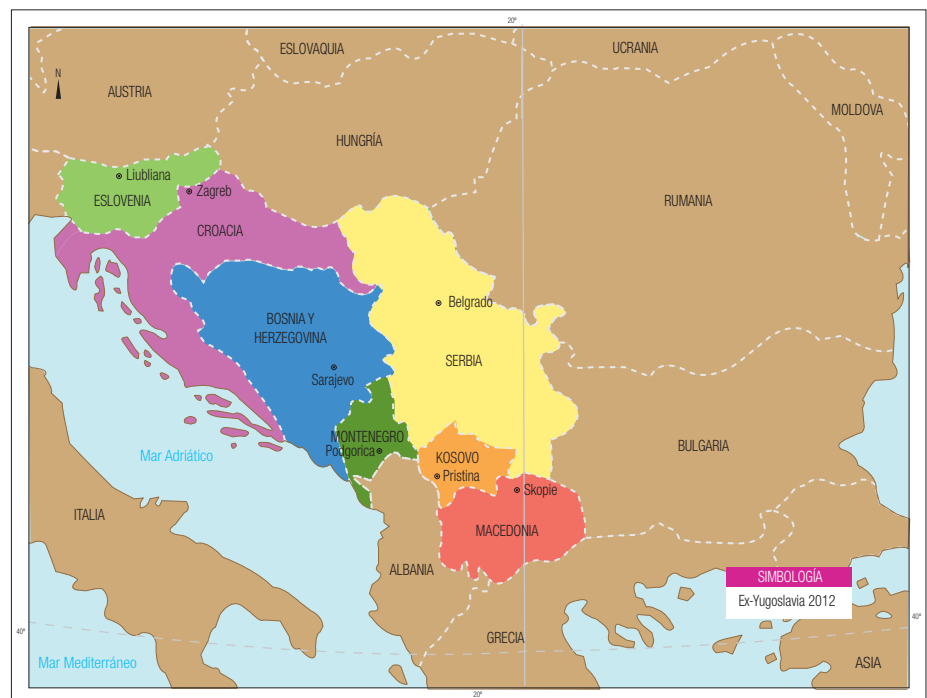 20°
ESLOVAQUIA
UCRANIA
N
AUSTRIA
MOLDOVA
HUNGRÍA
Liubliana
Zagreb
ESLOVENIA
RUMANIA
CROACIA
Belgrado
BOSNIA Y
HERZEGOVINA
SERBIA
Sarajevo
MONTENEGRO
Podgorica
BULGARIA
Mar Adriático
KOSOVO
Pristina
Skopie
ITALIA
MACEDONIA
ALBANIA
SIMBOLOGÍA
Ex-Yugoslavia 2012
40°
40°
GRECIA
Mar Mediterráneo
ASIA
20°